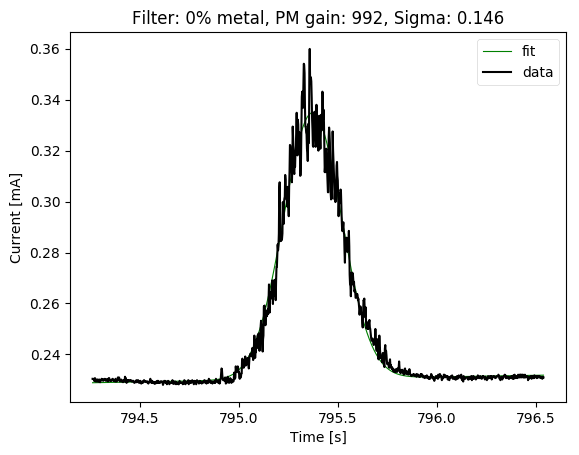 Filter: 0% metal, PM gain: 992, Sigma: 0.146
fit
data
0.36
0.34
0.32
0.30
0.28
0.26
0.24
Current [mA]
794.5 795.0 795.5 796.0 796.5
Time [s]